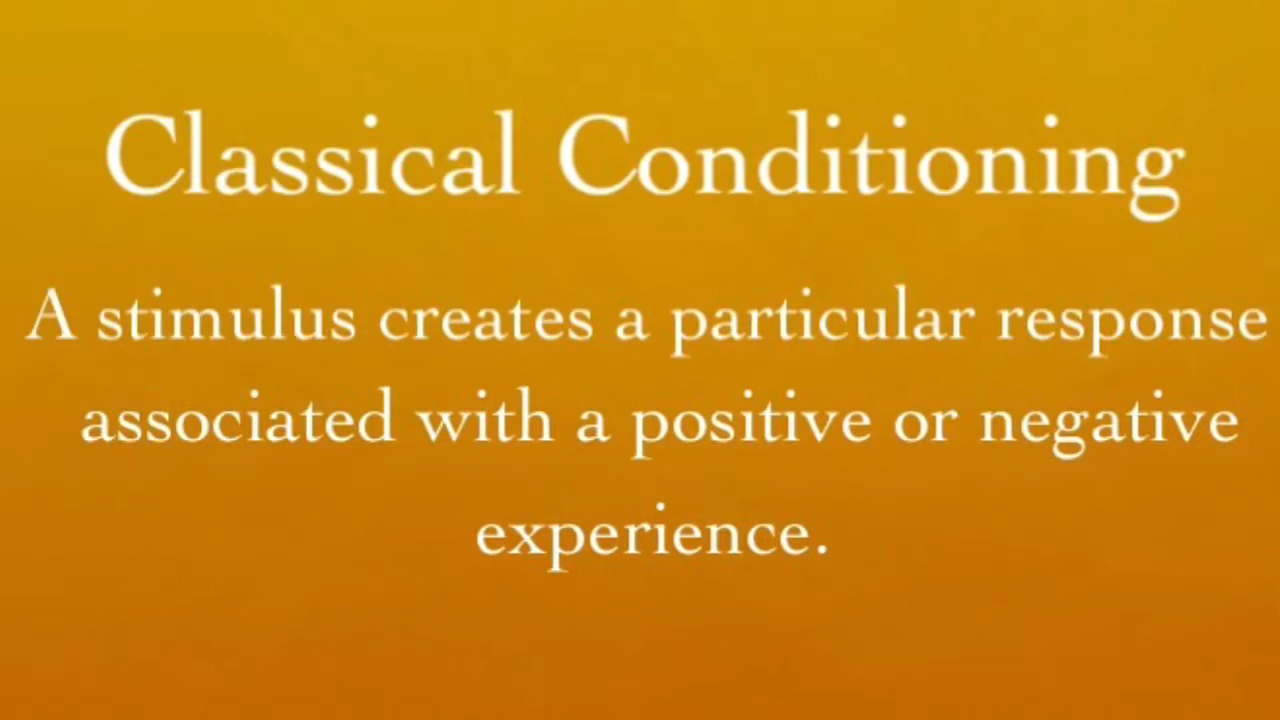 Classical Conditioning
A stimulus creates a particular response
associated with a positive or negative
experience.